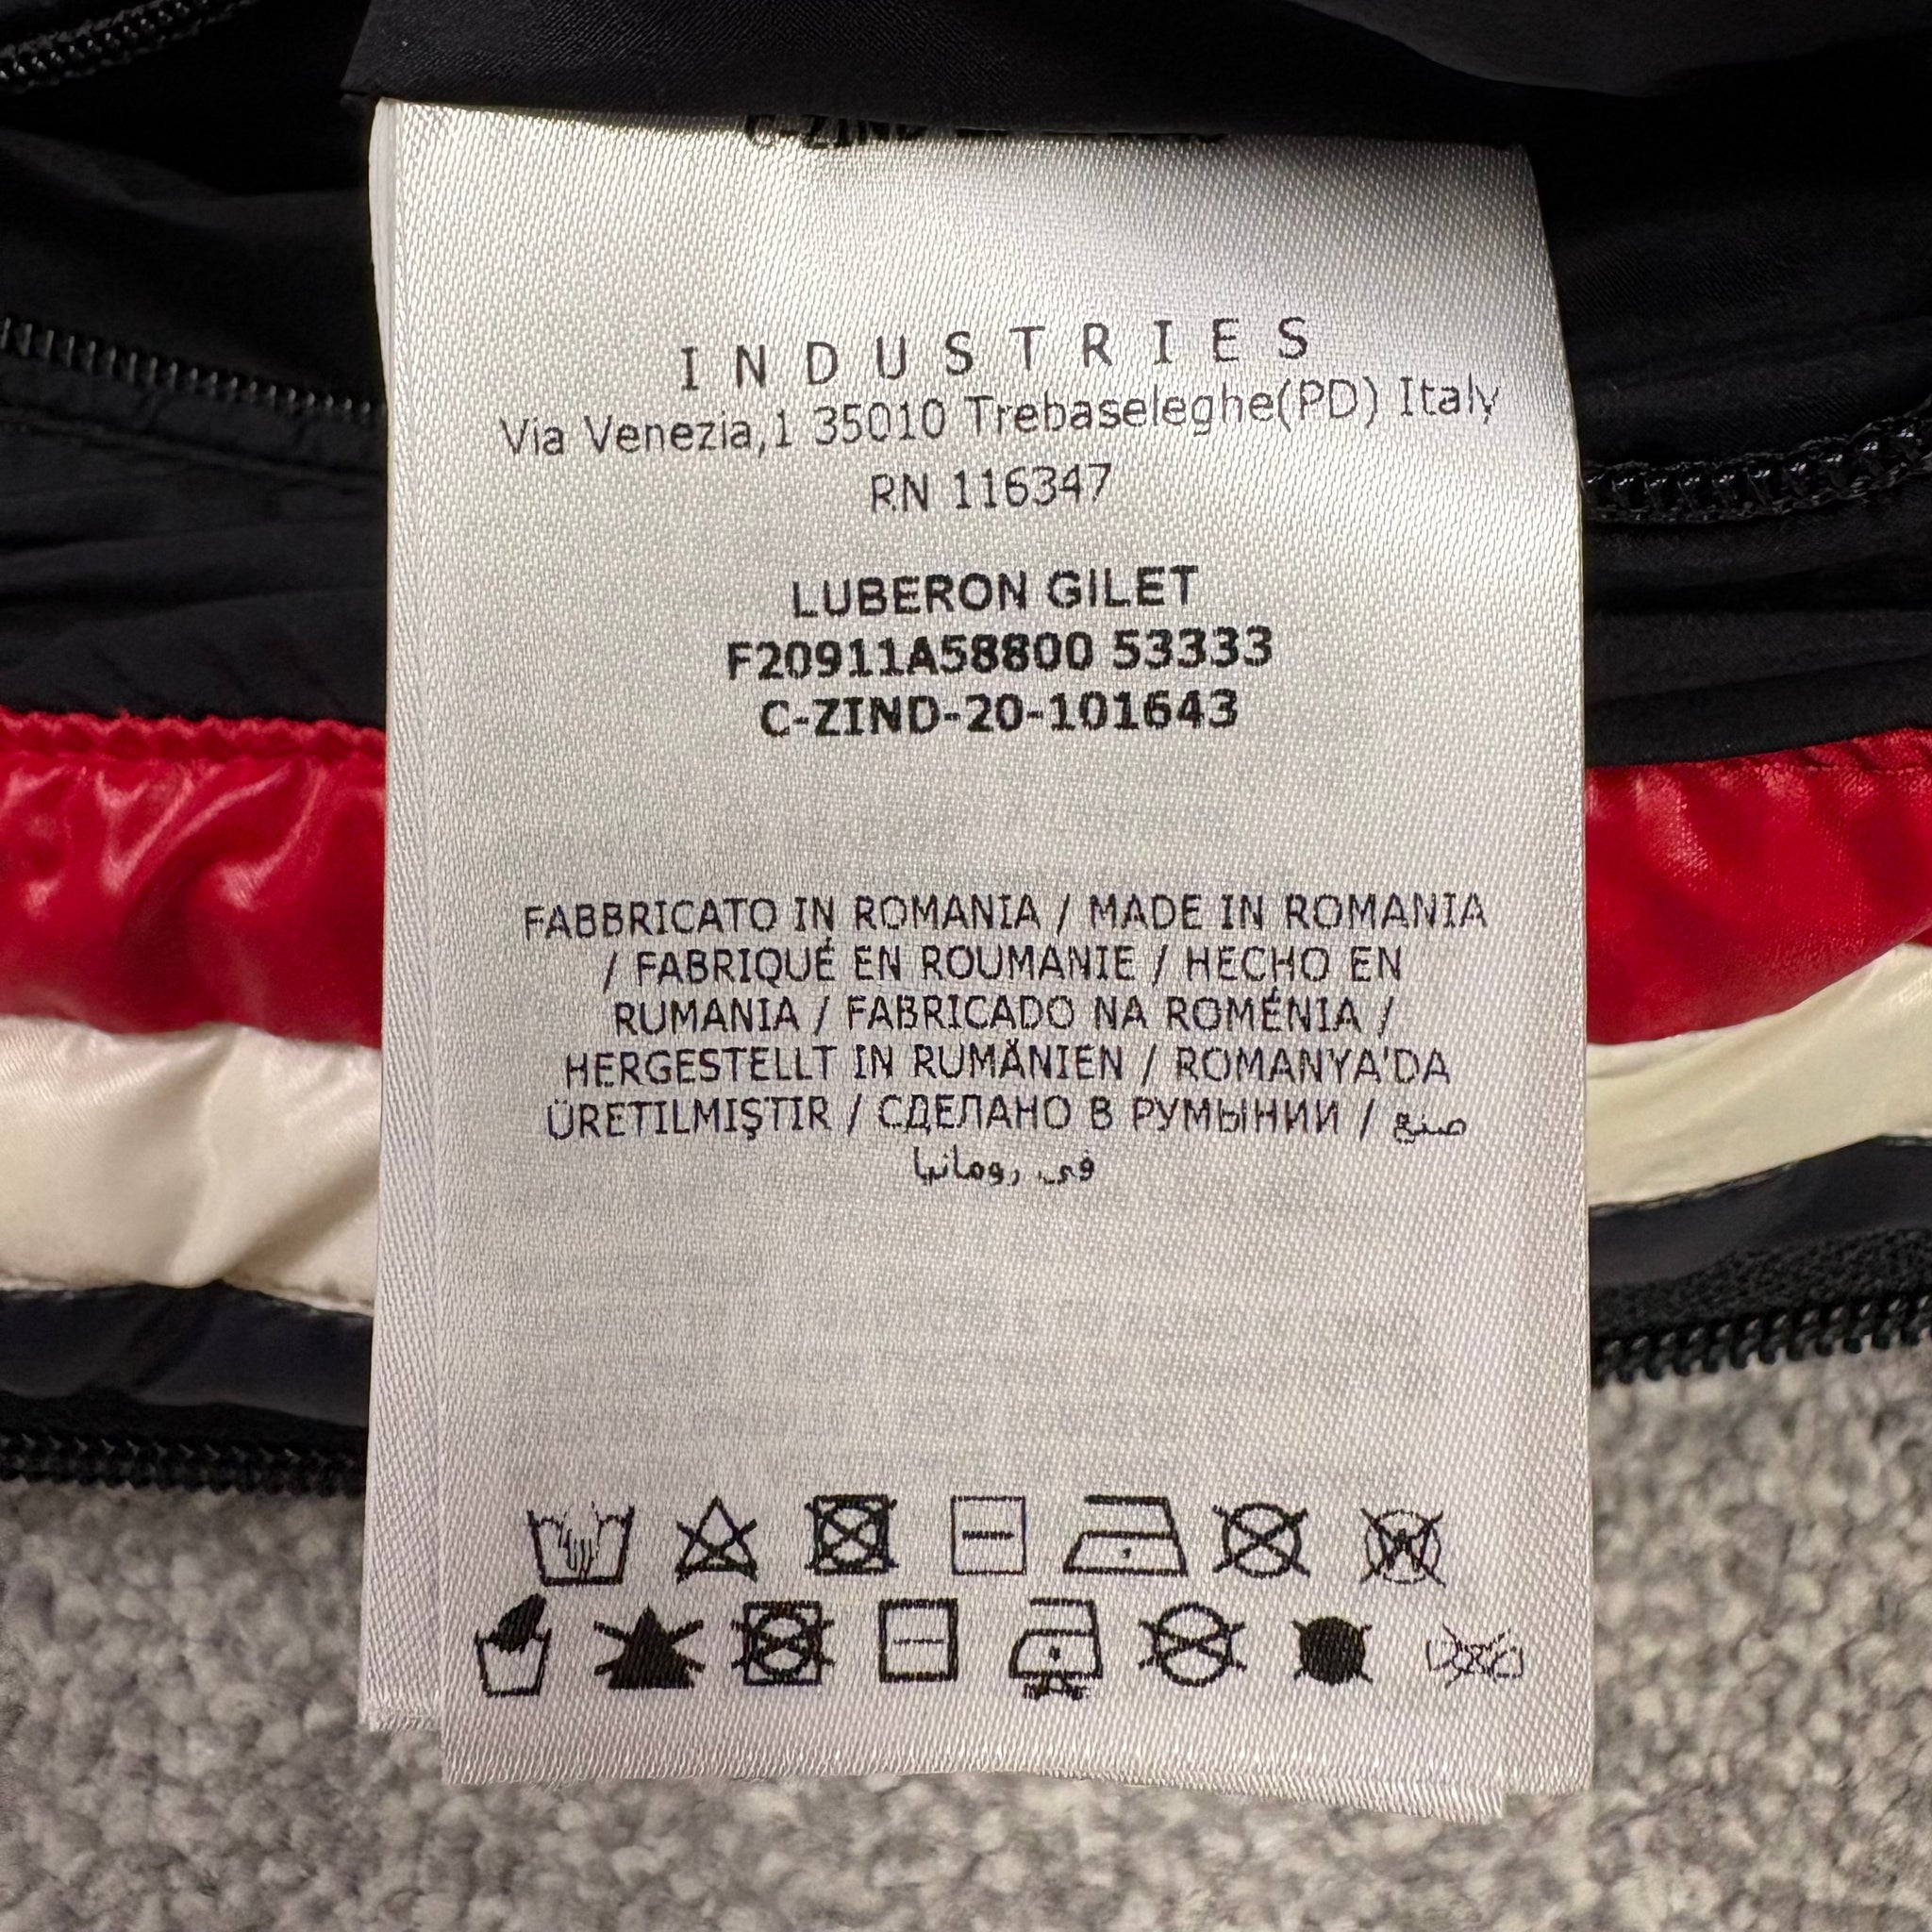 INDUSTRIES
Via Venezia,1 35010 Trebaseleghe(PD) Italy
RN 116347
LUBERON GILET
F20911A58800 53333
C-ZIND-20-101643
FABBRICATO IN ROMANIA / MADE IN ROMANIA
/ FABRIQUÉ EN ROUMANIE / HECHO EN
RUMANIA / FABRICADO NA ROMÉNIA /
HERGESTELLT IN RUMÄNIEN / ROMANYA'DA
ÜRETILMIŞTIR / СДЕЛАНО В РУМЫНИИ / صنع
في رومانيا